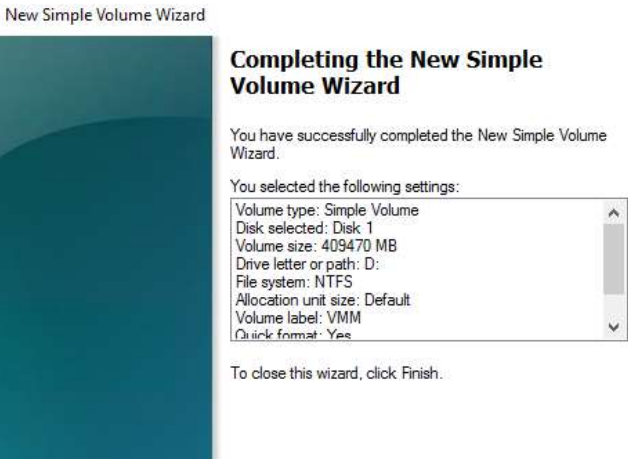 New Simple Volume Wizard
Completing the New Simple
Volume Wizard
You have successfully completed the New Simple Volume
Wizard.
You selected the following settings:
Volume type: Simple Volume
Disk selected: Disk 1
Volume size: 409470 MB
Drive letter or path: D:
File system: NTFS
Allocation unit size: Default
Volume label: VMM
Quick format: Yes
To close this wizard, click Finish.